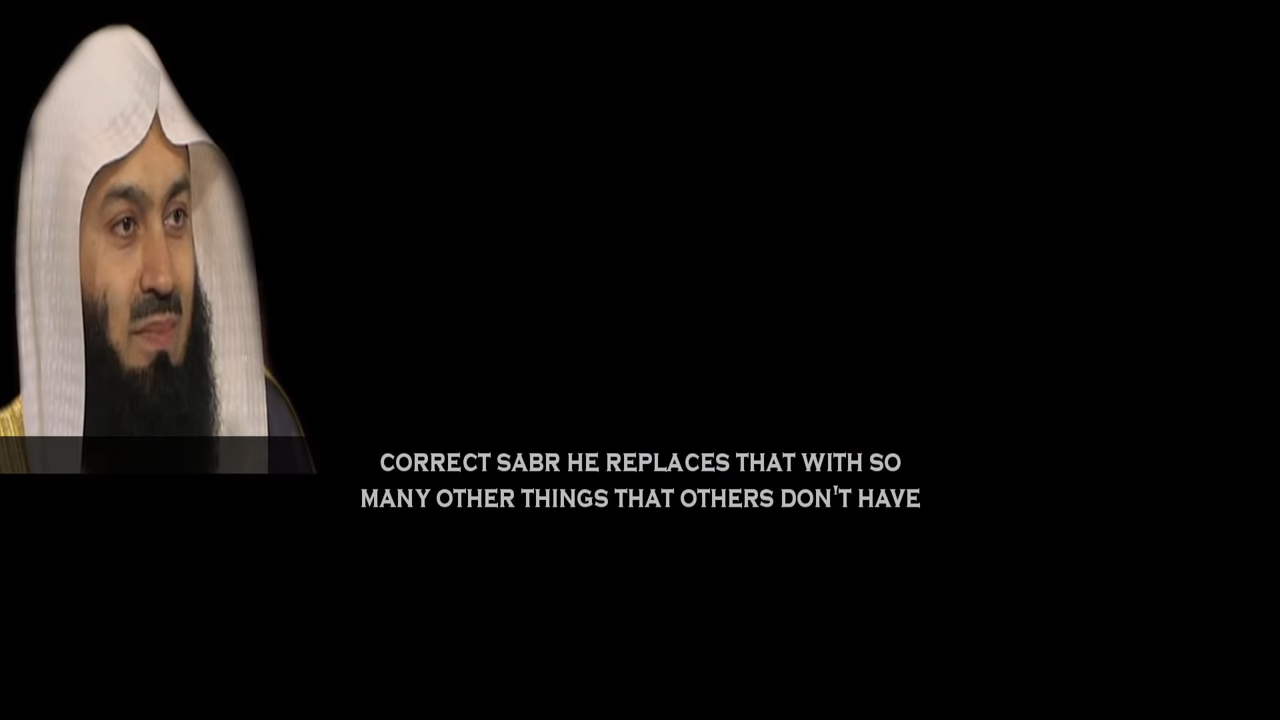 CORRECT SABR HE REPLACES THAT WITH SO
MANY OTHER THINGS THAT OTHERS DON'T HAVE